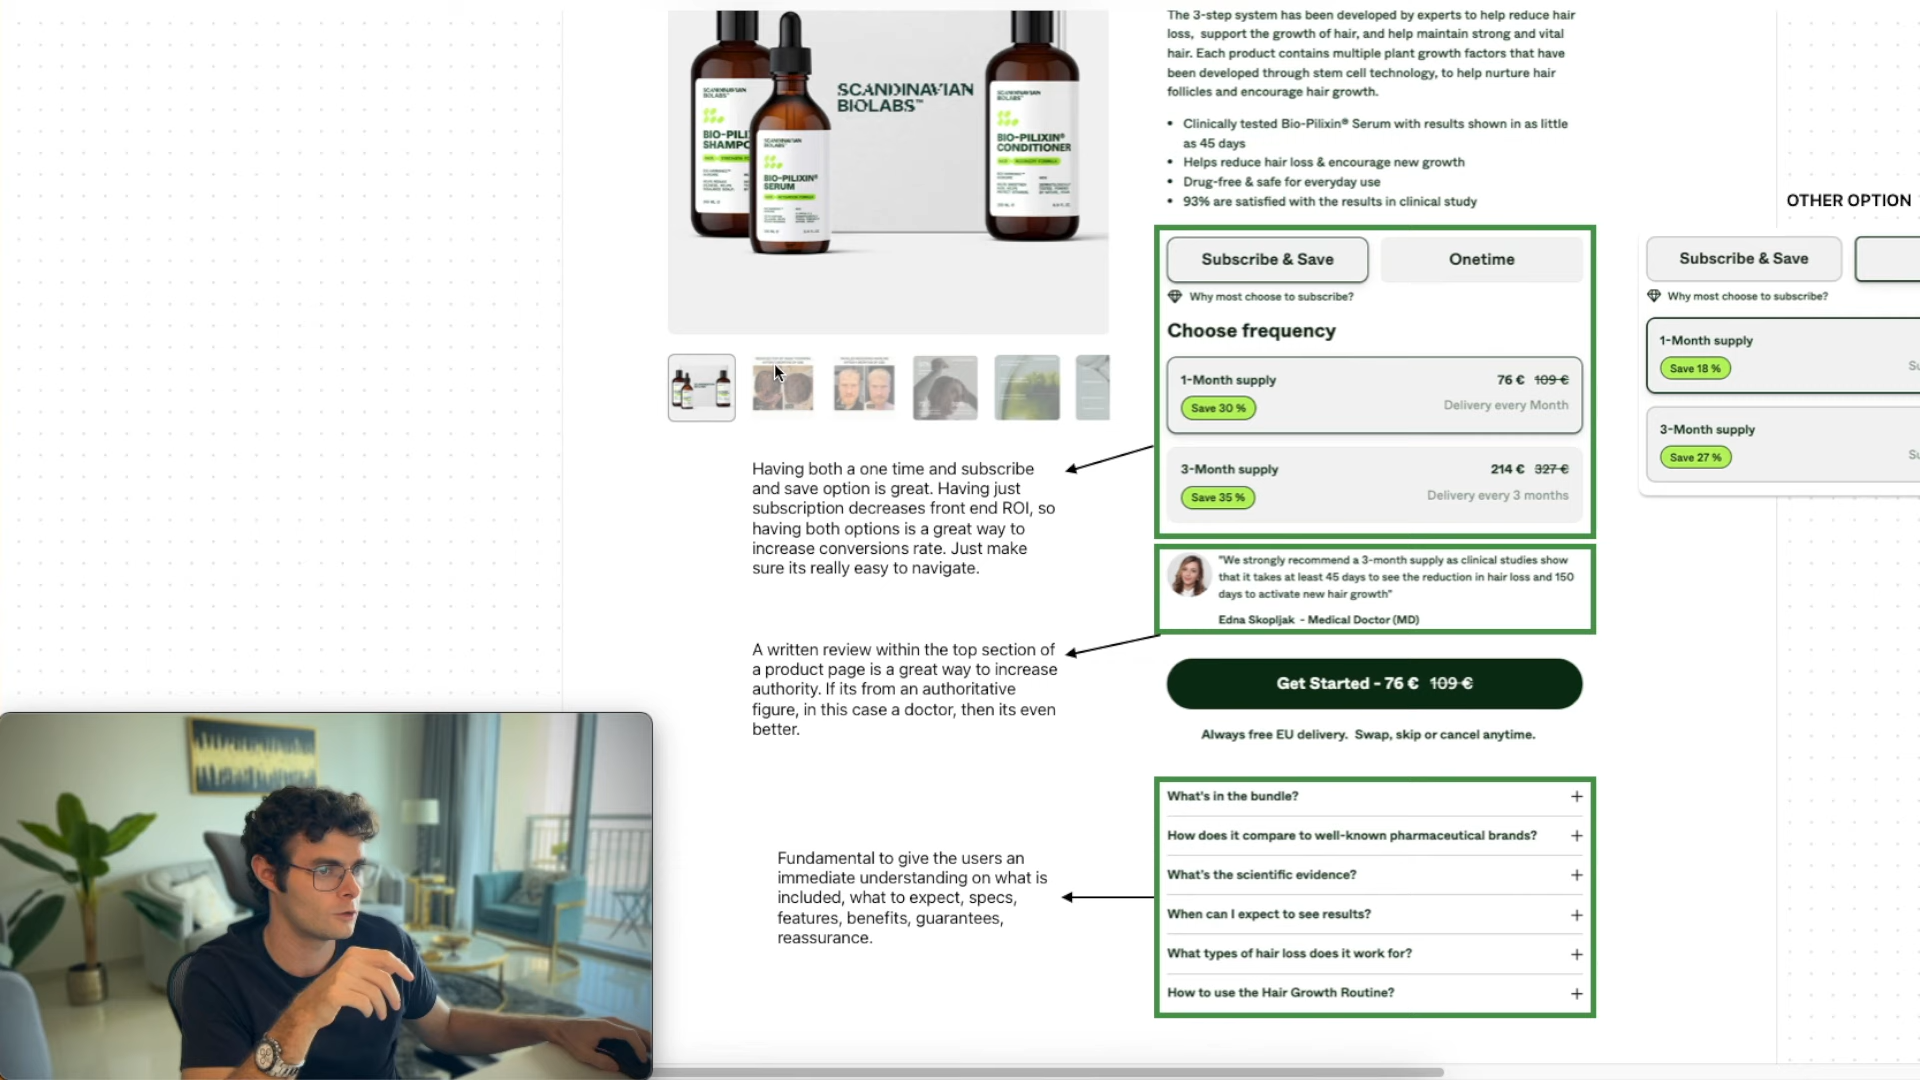 The 3-step system has been developed by experts to help reduce hair
loss, support the growth of hair, and help maintain strong and vital
hair. Each product contains multiple plant growth factors that have
been developed through stem cell technology, to help nurture hair
follicles and encourage hair growth.
• Clinically tested Bio-Pilixin® Serum with results shown in as little
as 45 days
• Helps reduce hair loss & encourage new growth
• Drug-free & safe for everyday use
• 93% are satisfied with the results in clinical study
SCANDINAVIAN
BIOLABS™
SCANDINAVIAN
BIOLABS
BIO-PILI
SHAMPO
SCANDINAVIAN
BIOLABS
BIO-PILIXIN®
SERUM
SCANDINAVIAN
BIOLABS
BIO-PILIXIN®
CONDITIONER
Subscribe & Save
Onetime
Why most choose to subscribe?
Choose frequency
1-Month supply
76 € 109 €
Save 30 %
Delivery every Month
3-Month supply
214 € 327 €
Save 35 %
Delivery every 3 months
"We strongly recommend a 3-month supply as clinical studies show
that it takes at least 45 days to see the reduction in hair loss and 150
days to activate new hair growth"
Edna Skopljak - Medical Doctor (MD)
Get Started - 76 € 109 €
Always free EU delivery. Swap, skip or cancel anytime.
What's in the bundle?
How does it compare to well-known pharmaceutical brands?
What's the scientific evidence?
When can I expect to see results?
What types of hair loss does it work for?
How to use the Hair Growth Routine?
Having both a one time and subscribe
and save option is great. Having just
subscription decreases front end ROI, so
having both options is a great way to
increase conversions rate. Just make
sure its really easy to navigate.
A written review within the top section of
a product page is a great way to increase
authority. If its from an authoritative
figure, in this case a doctor, then its even
better.
Fundamental to give the users an
immediate understanding on what is
included, what to expect, specs,
features, benefits, guarantees,
reassurance.
OTHER OPTION
Subscribe & Save
Why most choose to subscribe?
1-Month supply
Save 18 %
Su
3-Month supply
Save 27 %
Su